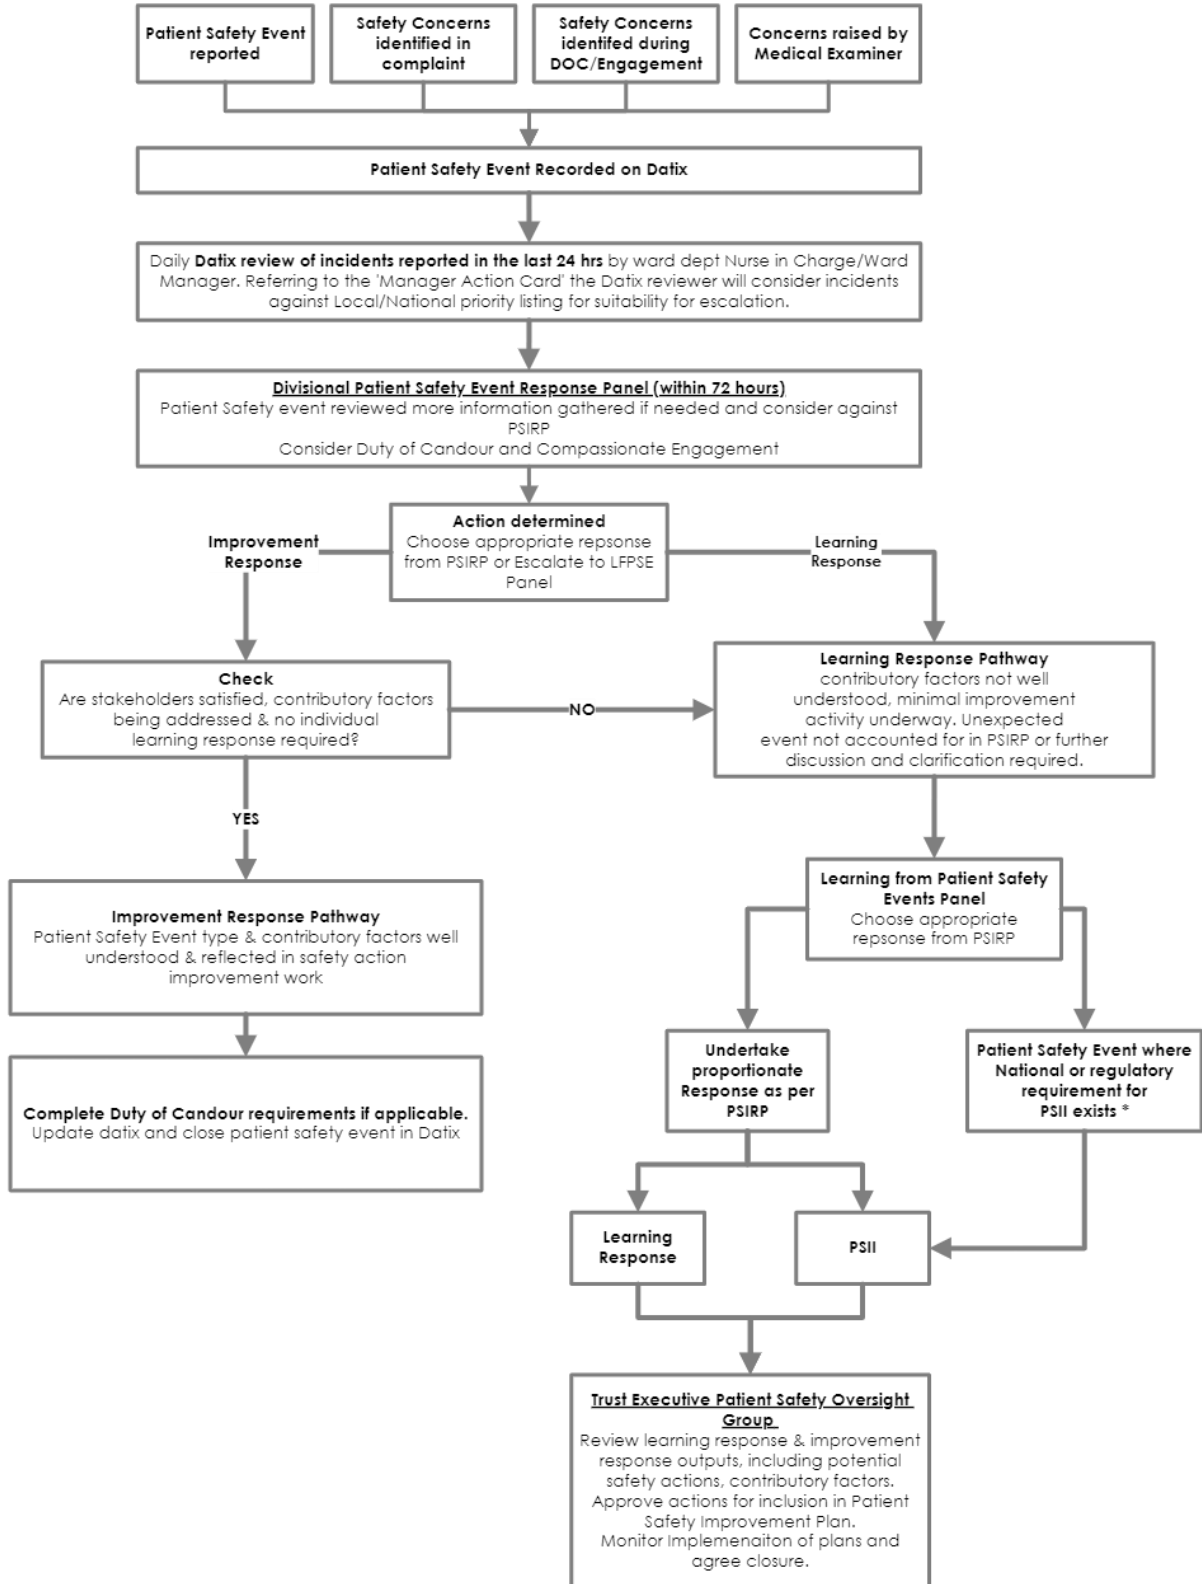 Patient Safety Event
reported
Safety Concerns
identified in
complaint
Safety Concerns
identifed during
DOC/Engagement
Concerns raised by
Medical Examiner
Patient Safety Event Recorded on Datix
Daily Datix review of incidents reported in the last 24 hrs by ward dept Nurse in Charge/Ward
Manager. Referring to the 'Manager Action Card' the Datix reviewer will consider incidents
against Local/National priority listing for suitability for escalation.
Divisional Patient Safety Event Response Panel (within 72 hours)
Patient Safety event reviewed more information gathered if needed and consider against
PSIRP
Consider Duty of Candour and Compassionate Engagement
Action determined
Choose appropriate repsonse
from PSIRP or Escalate to LFPSE
Panel
Improvement
Response
Learning
Response
Check
Are stakeholders satisfied, contributory factors
being addressed & no individual
learning response required?
NO
Learning Response Pathway
contributory factors not well
understood, minimal improvement
activity underway. Unexpected
event not accounted for in PSIRP or further
discussion and clarification required.
YES
Improvement Response Pathway
Patient Safety Event type & contributory factors well
understood & reflected in safety action
improvement work
Learning from Patient Safety
Events Panel
Choose appropriate
repsonse from PSIRP
Complete Duty of Candour requirements if applicable.
Update datix and close patient safety event in Datix
Undertake
proportionate
Response as per
PSIRP
Patient Safety Event where
National or regulatory
requirement for
PSII exists *
Learning
Response
PSII
Trust Executive Patient Safety Oversight
Group
Review learning response & improvement
response outputs, including potential
safety actions, contributory factors.
Approve actions for inclusion in Patient
Safety Improvement Plan.
Monitor Implemenaiton of plans and
agree closure.